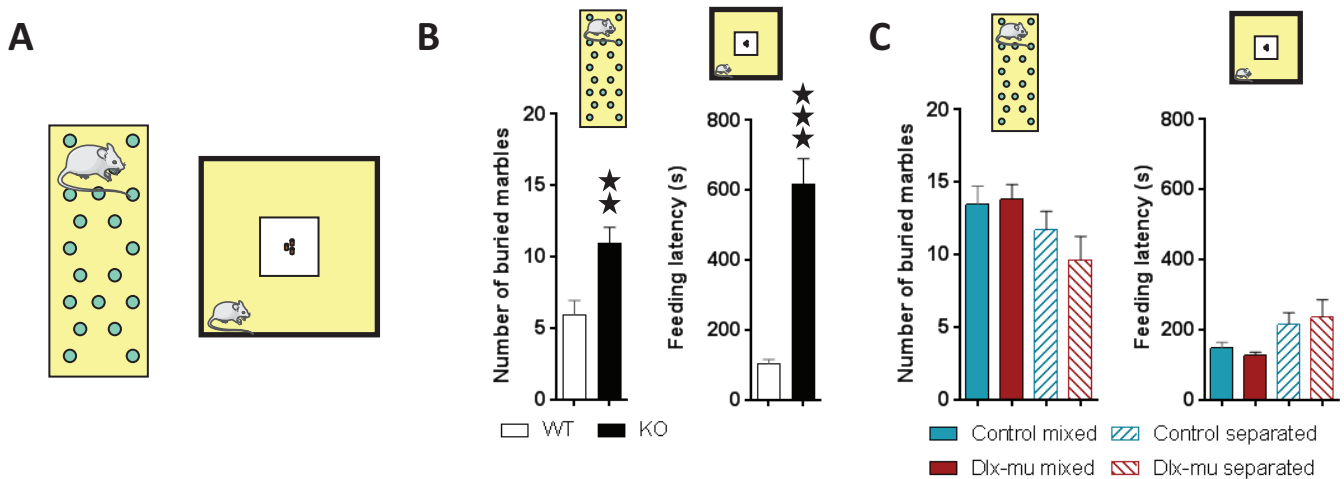 A
B
C
Number of buried marbles
20
15
10
5
0
Feeding latency (s)
800
600
400
200
0
WT
KO
Number of buried marbles
20
15
10
5
0
Feeding latency (s)
800
600
400
200
0
Control mixed
Control separated
Dlx-mu mixed
Dlx-mu separated